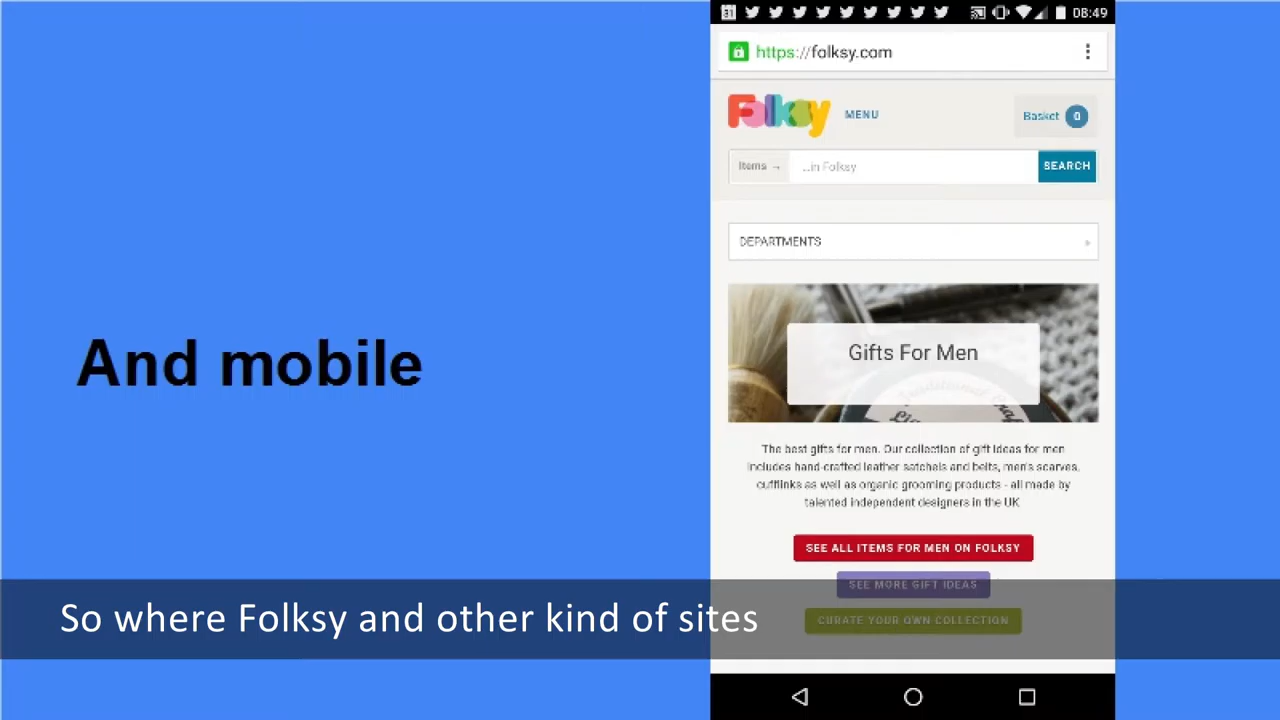 31
08:49
https://folksy.com
Folksy
MENU
Basket 0
Items → ...in Folksy SEARCH
DEPARTMENTS
Gifts For Men
And mobile
The best gifts for men. Our collection of gift ideas for men
includes hand-crafted leather satchels and belts, men's scarves,
cufflinks as well as organic grooming products - all made by
talented independent designers in the UK
SEE ALL ITEMS FOR MEN ON FOLKSY
SEE MORE GIFT IDEAS
CURATE YOUR OWN COLLECTION
So where Folksy and other kind of sites